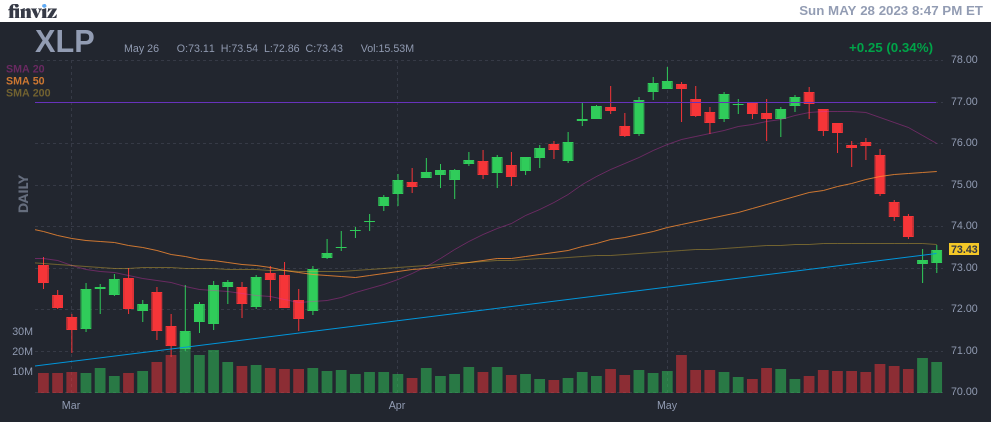 finviz
Sun MAY 28 2023 8:47 PM ET
XLP
May 26 O:73.11 H:73.54 L:72.86 C:73.43 Vol:15.53M
+0.25 (0.34%)
SMA 20
SMA 50
SMA 200
DAILY
78.00
77.00
76.00
75.00
74.00
73.43
73.00
72.00
71.00
70.00
30M
20M
10M
Mar Apr May